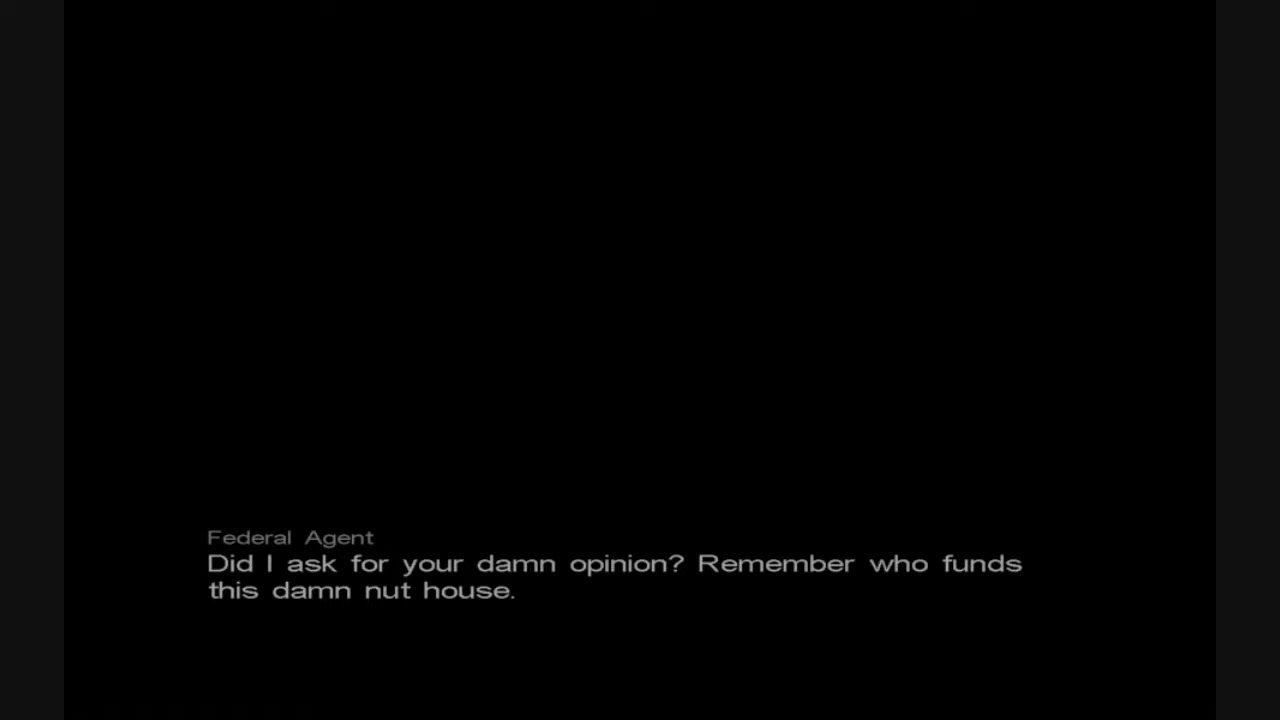 Federal Agent
Did I ask for your damn opinion? Remember who funds
this damn nut house.